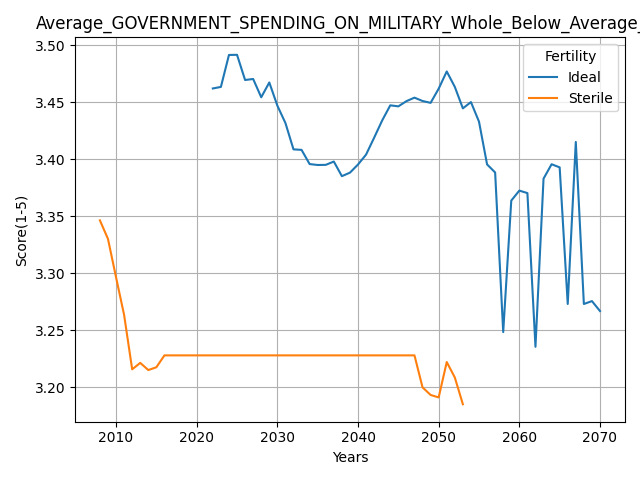 Average_GOVERNMENT_SPENDING_ON_MILITARY_Whole_Below_Average_
Fertility
Ideal
Sterile
3.50
3.45
3.40
3.35
3.30
3.25
3.20
Score(1-5)
2010 2020 2030 2040 2050 2060 2070
Years